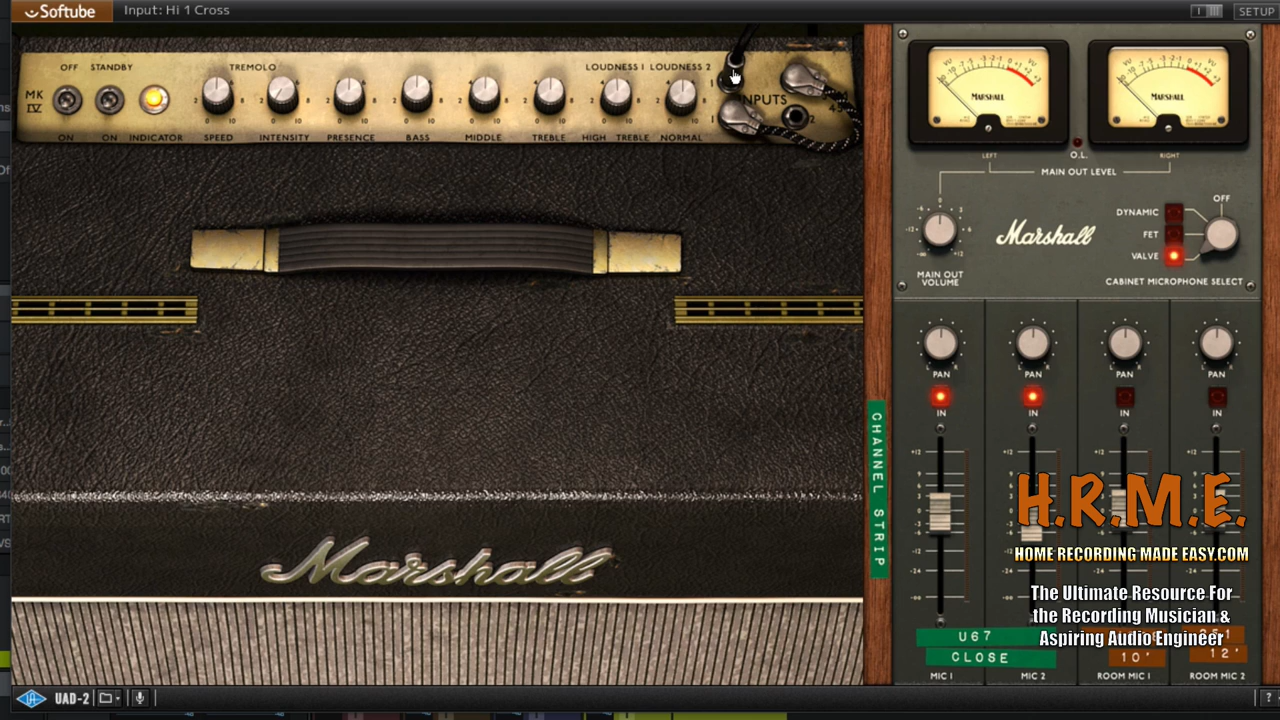 Softube
Input: Hi 1 Cross
SETUP
OFF STANDBY TREMOLO LOUDNESS 1 LOUDNESS 2
MK
IV
INPUTS
ON ON INDICATOR SPEED INTENSITY PRESENCE BASS MIDDLE TREBLE HIGH TREBLE NORMAL
Marshall
VU VU
MARSHALL MARSHALL
LEFT O.L. RIGHT
MAIN OUT LEVEL
OFF
DYNAMIC
FET
VALVE
Marshall
MAIN OUT
VOLUME
CABINET MICROPHONE SELECT
PAN PAN PAN PAN
IN IN IN IN
CHANNEL STRIP
H.R.M.E.
HOME RECORDING MADE EASY.COM
The Ultimate Resource For
the Recording Musician &
Aspiring Audio Engineer
U67
CLOSE 10' 12'
MIC 1 MIC 2 ROOM MIC 1 ROOM MIC 2
UAD-2
?